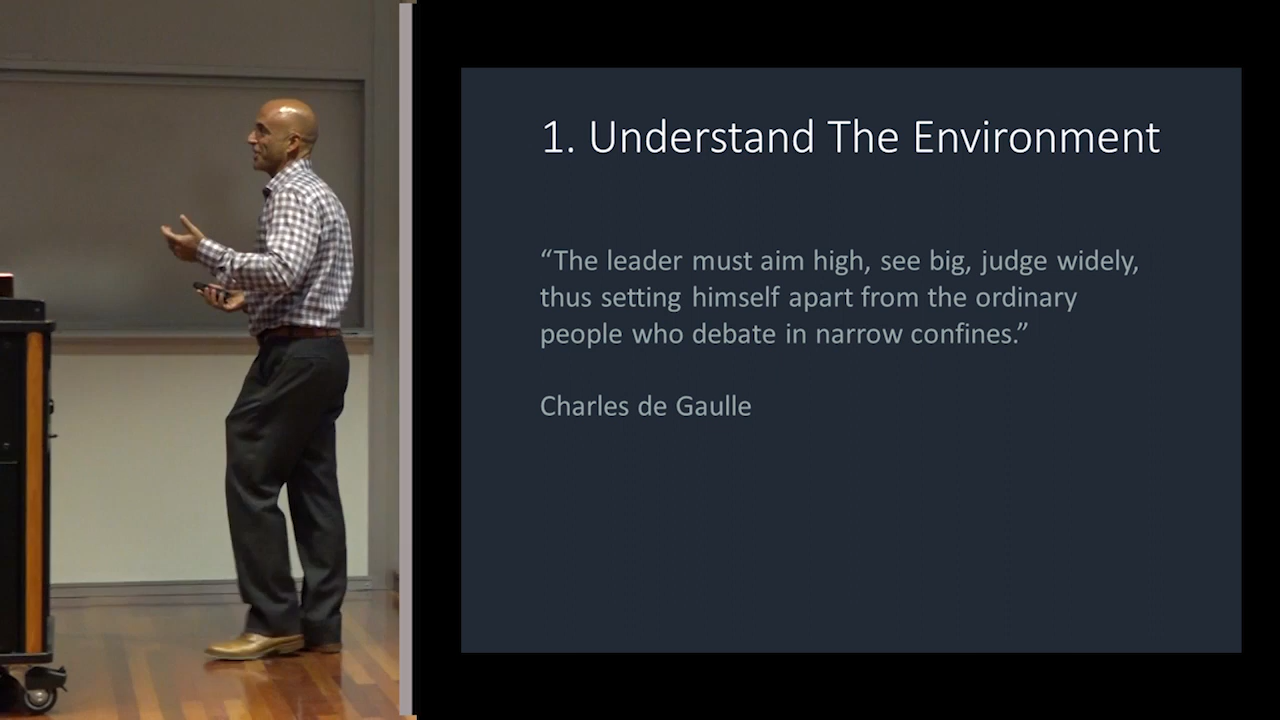 1. Understand The Environment
“The leader must aim high, see big, judge widely,
thus setting himself apart from the ordinary
people who debate in narrow confines.”
Charles de Gaulle